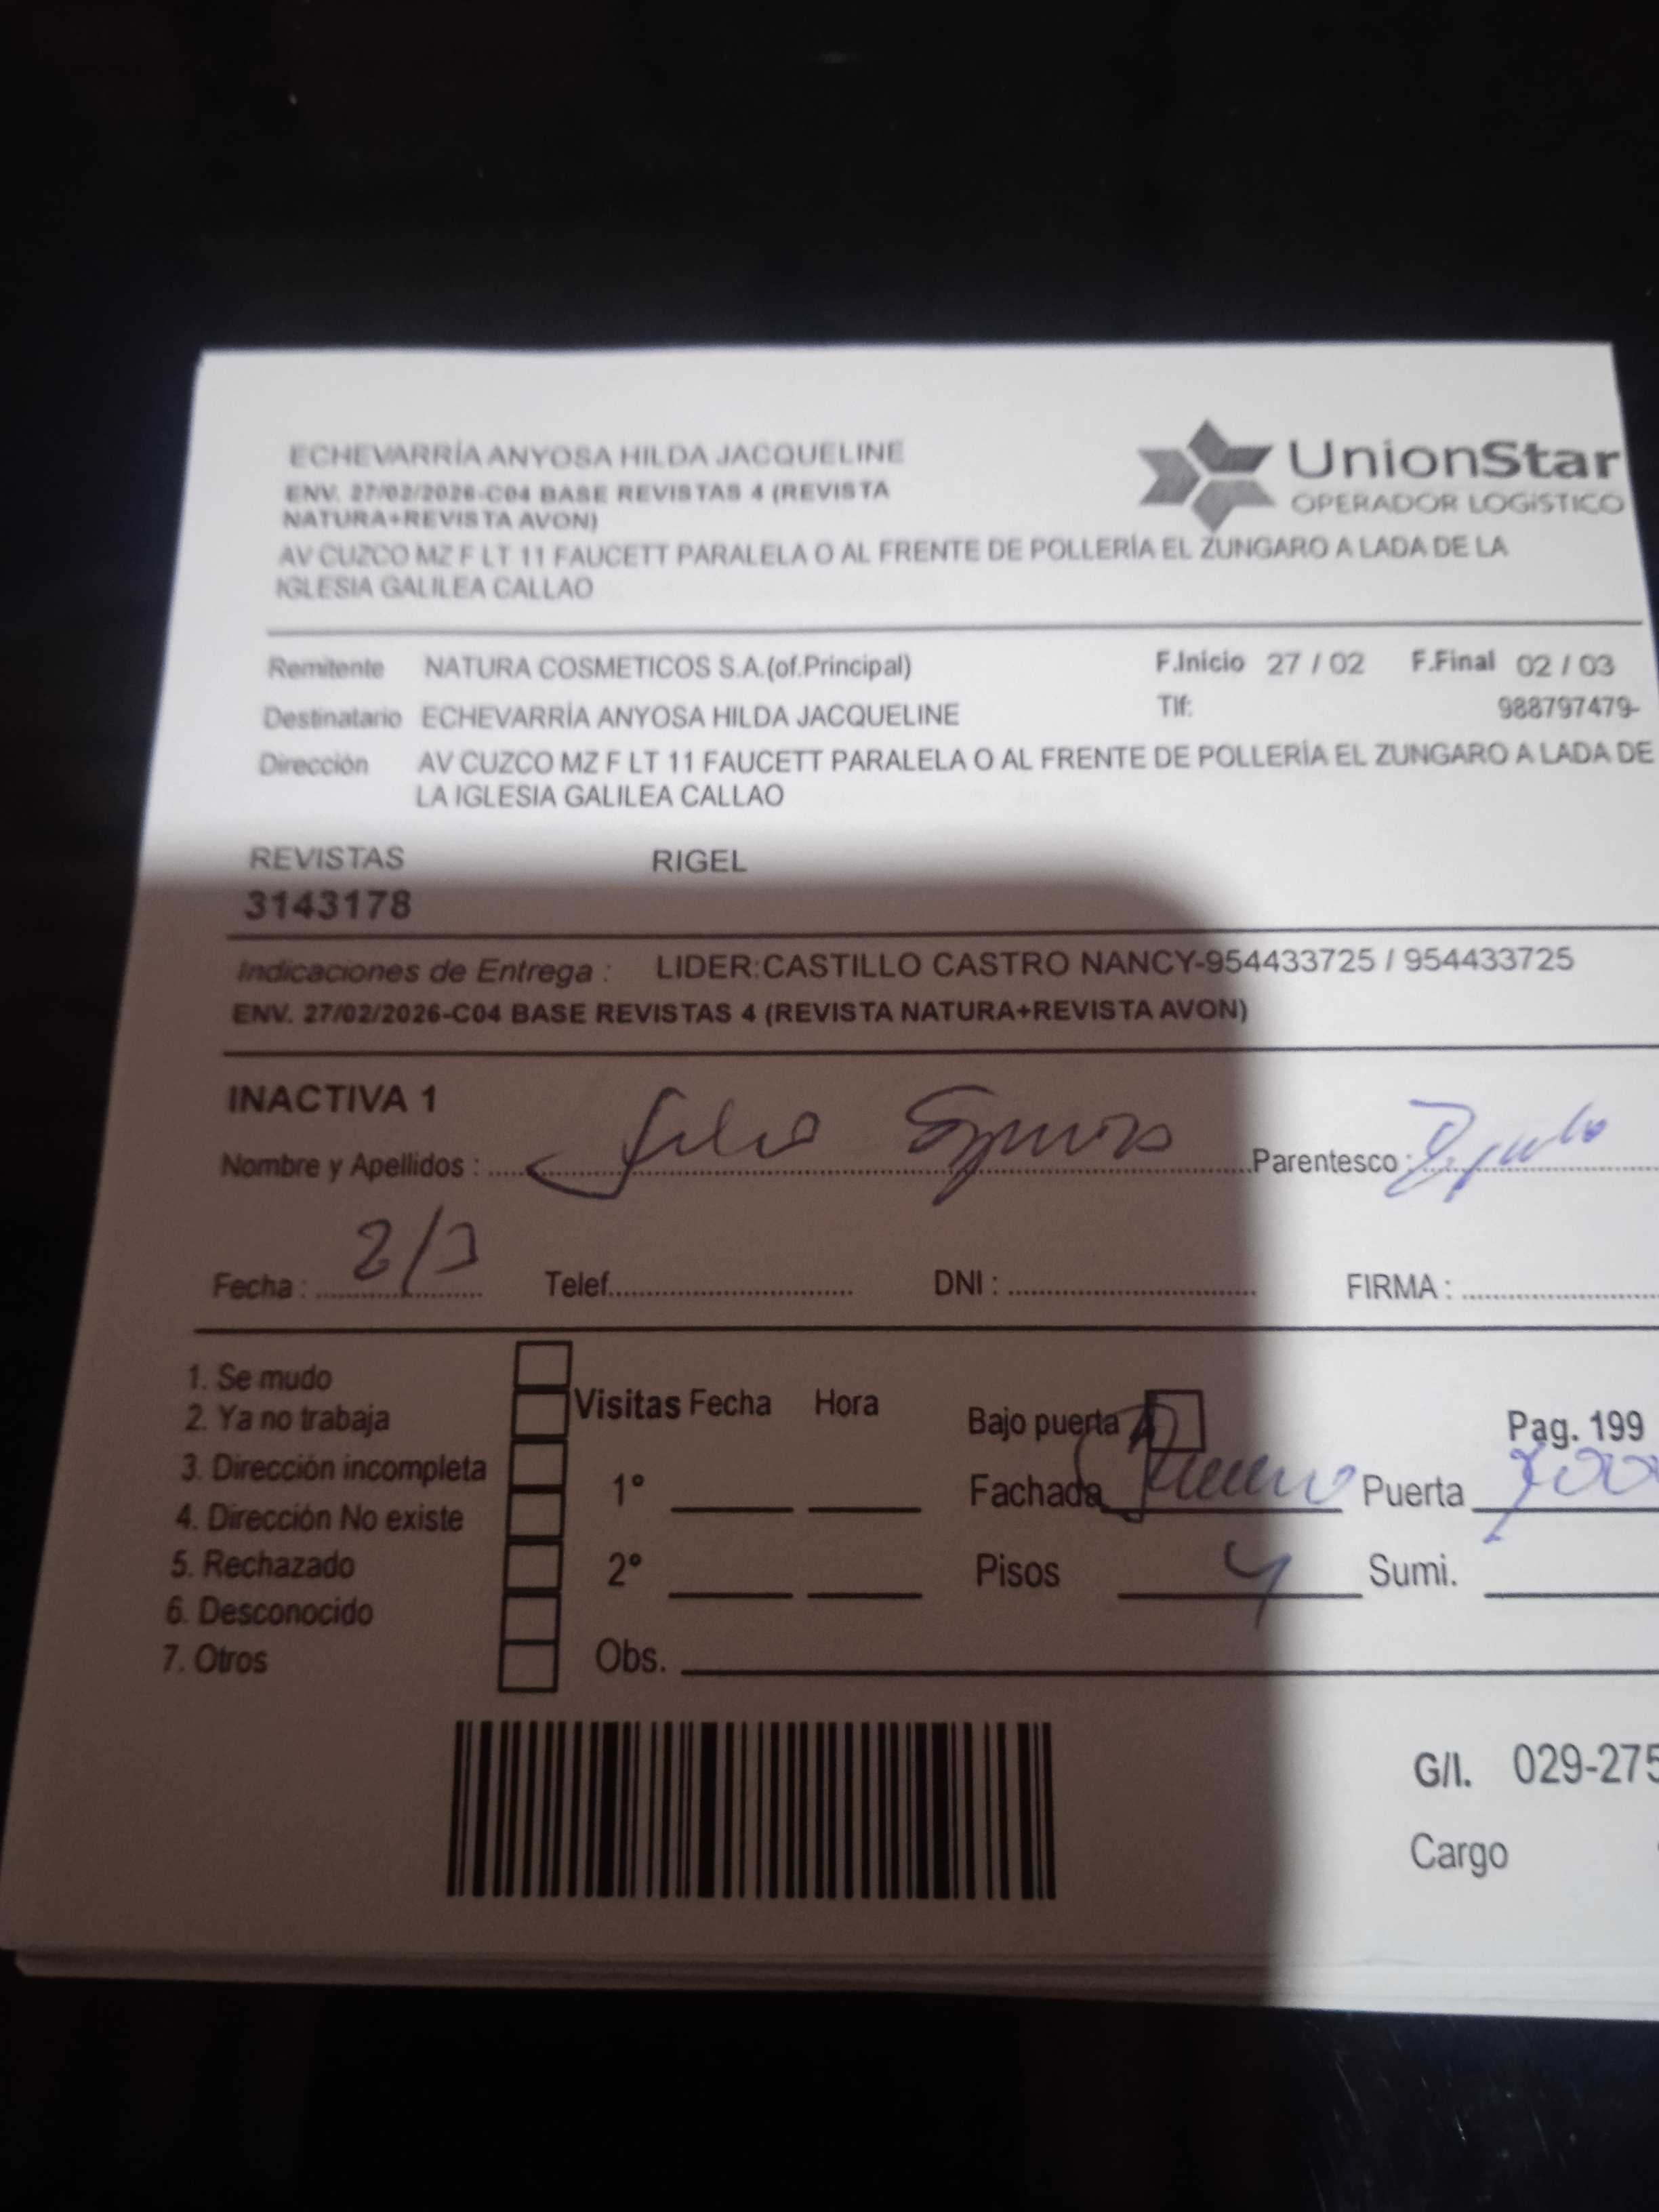 ECHEVARRÍA ANYOSA HILDA JACQUELINE
ENV. 27/02/2026-C04 BASE REVISTAS 4 (REVISTA
NATURA+REVISTA AVON)
AV CUZCO MZ F LT 11 FAUCETT PARALELA O AL FRENTE DE POLLERÍA EL ZUNGARO A LADA DE LA
IGLESIA GALILEA CALLAO
UnionStar
OPERADOR LOGíSTICO
Remitente NATURA COSMETICOS S.A.(of.Principal) F.Inicio 27 / 02 F.Final 02 / 03
Destinatario ECHEVARRÍA ANYOSA HILDA JACQUELINE Tlf: 988797479-
Dirección AV CUZCO MZ F LT 11 FAUCETT PARALELA O AL FRENTE DE POLLERÍA EL ZUNGARO A LADA DE
LA IGLESIA GALILEA CALLAO
REVISTAS RIGEL
3143178
Indicaciones de Entrega : LIDER:CASTILLO CASTRO NANCY-954433725 / 954433725
ENV. 27/02/2026-C04 BASE REVISTAS 4 (REVISTA NATURA+REVISTA AVON)
INACTIVA 1
Nombre y Apellidos : Parentesco :
Fecha : 2/3 Telef. DNI : FIRMA :
1. Se mudo
2. Ya no trabaja
3. Dirección incompleta
4. Dirección No existe
5. Rechazado
6. Desconocido
7. Otros
Visitas Fecha Hora
1°
2°
Obs.
Bajo puerta Pag. 199
Fachada Puerta
Pisos 4 Sumi.
G/I. 029-275
Cargo